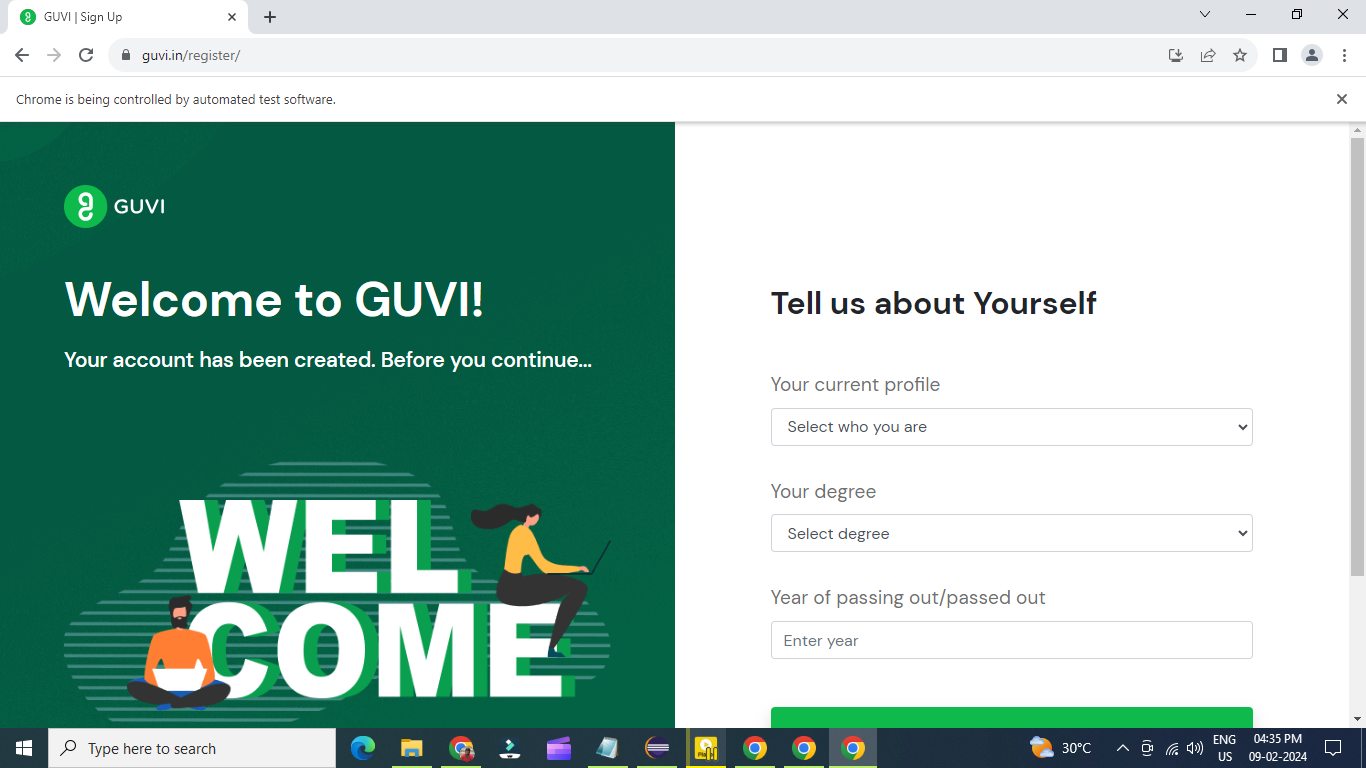 GUVI | Sign Up
guvi.in/register/
Chrome is being controlled by automated test software.
GUVI
Welcome to GUVI!
Your account has been created. Before you continue...
WEL
COME
Tell us about Yourself
Your current profile
Select who you are
Your degree
Select degree
Year of passing out/passed out
Enter year
Type here to search
30°C
ENG
US
04:35 PM
09-02-2024